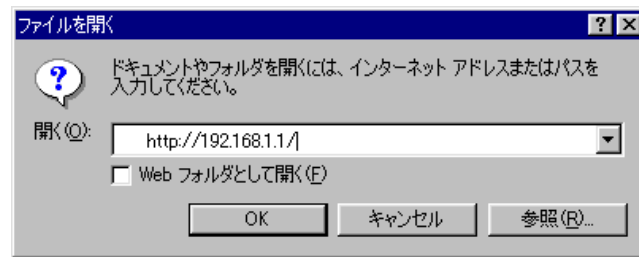 ファイルを開く
ドキュメントやフォルダを開くには、インターネット アドレスまたはパスを
入力してください。
開く(O):
http://192.168.1.1/
Web フォルダとして開く(F)
OK
キャンセル
参照(R)...